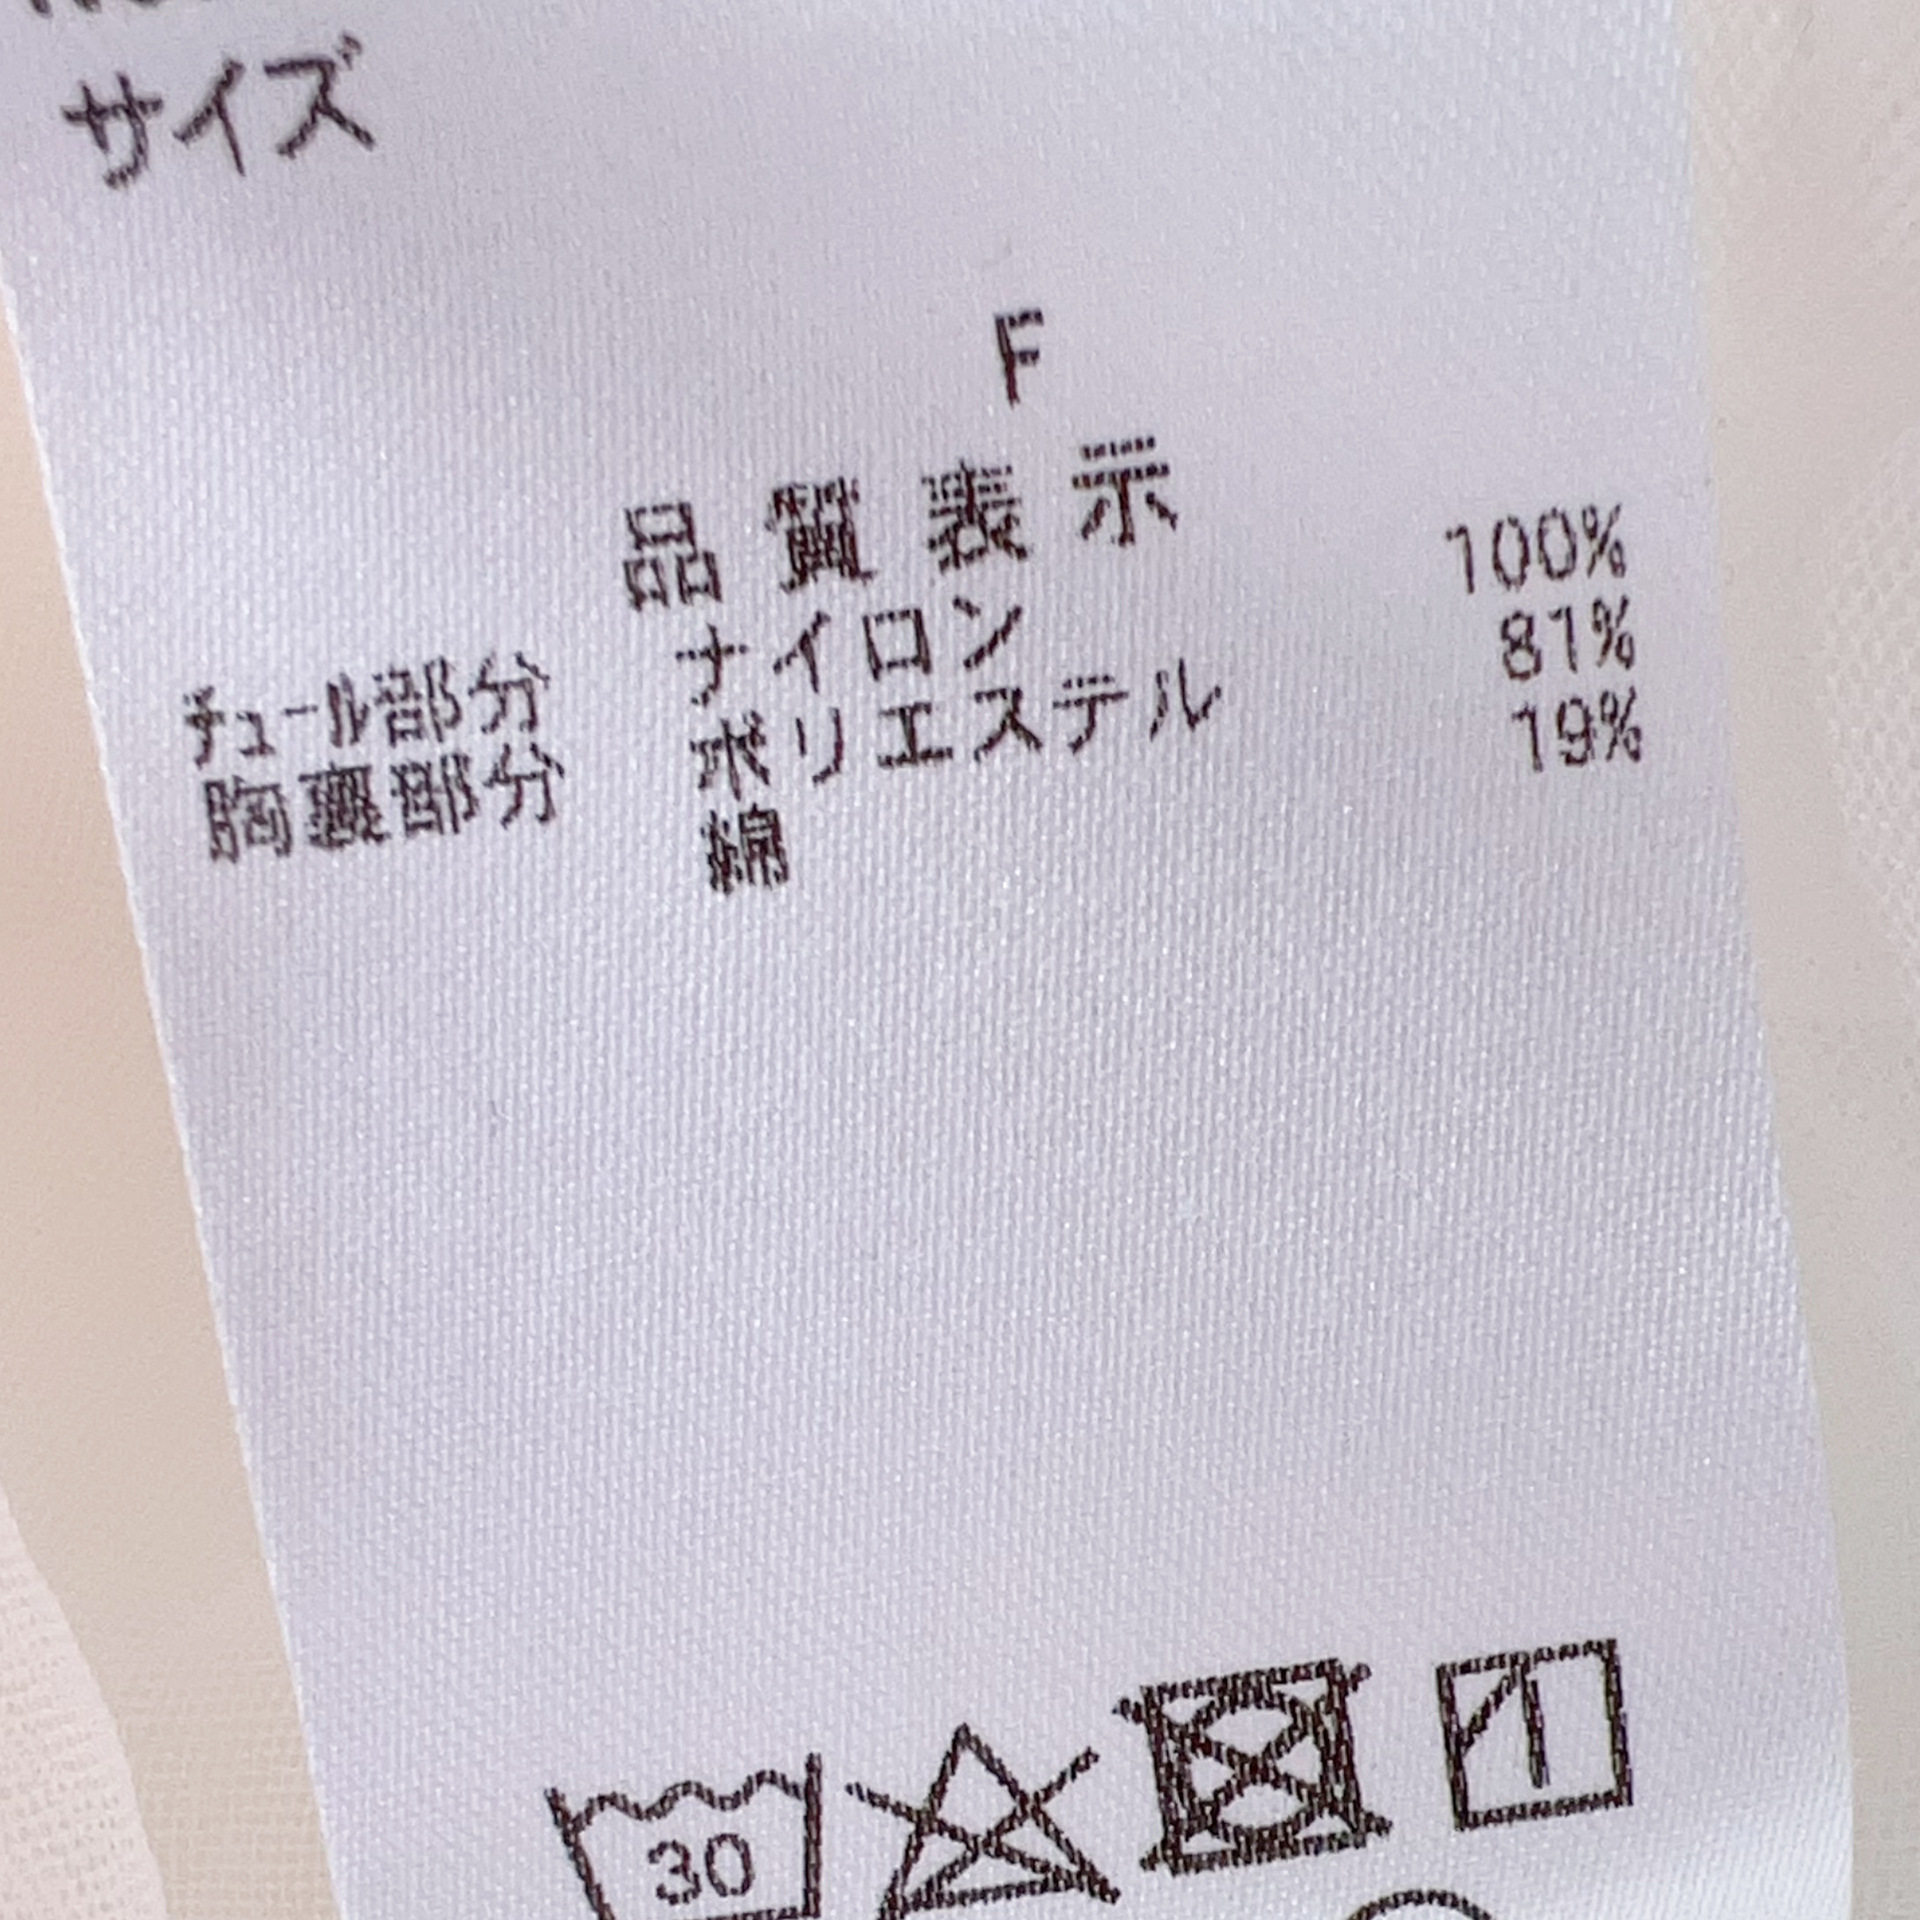 サイズ
F
品質表示
チュール部分 ナイロン 100%
胸裏部分 ポリエステル 81%
綿 19%
30